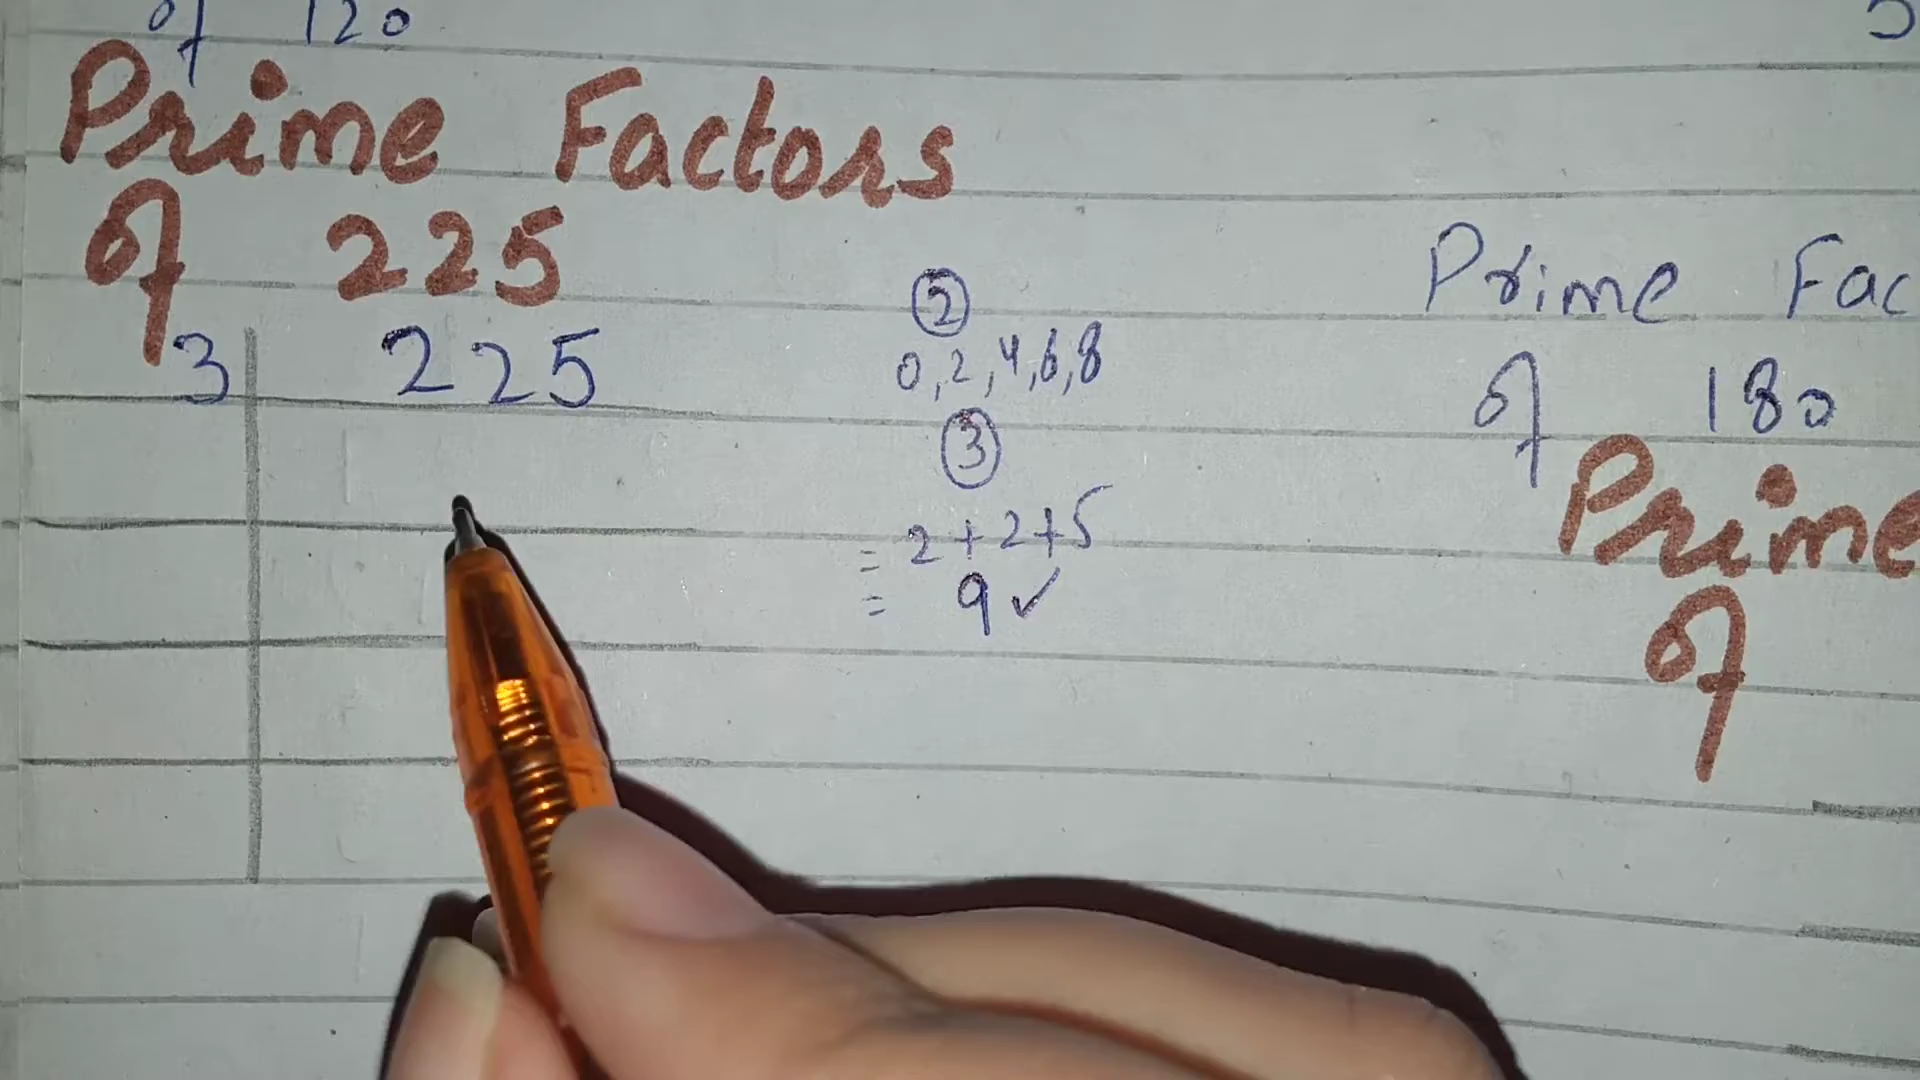 of 120
Prime Factors
of 225
3 225
②
0, 2, 4, 6, 8
③
= 2 + 2 + 5
= 9 ✓
Prime Fac
of 180
Prime
of